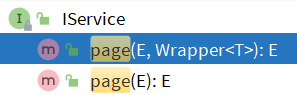 I IService
m page(E, Wrapper<T>): E
m page(E): E